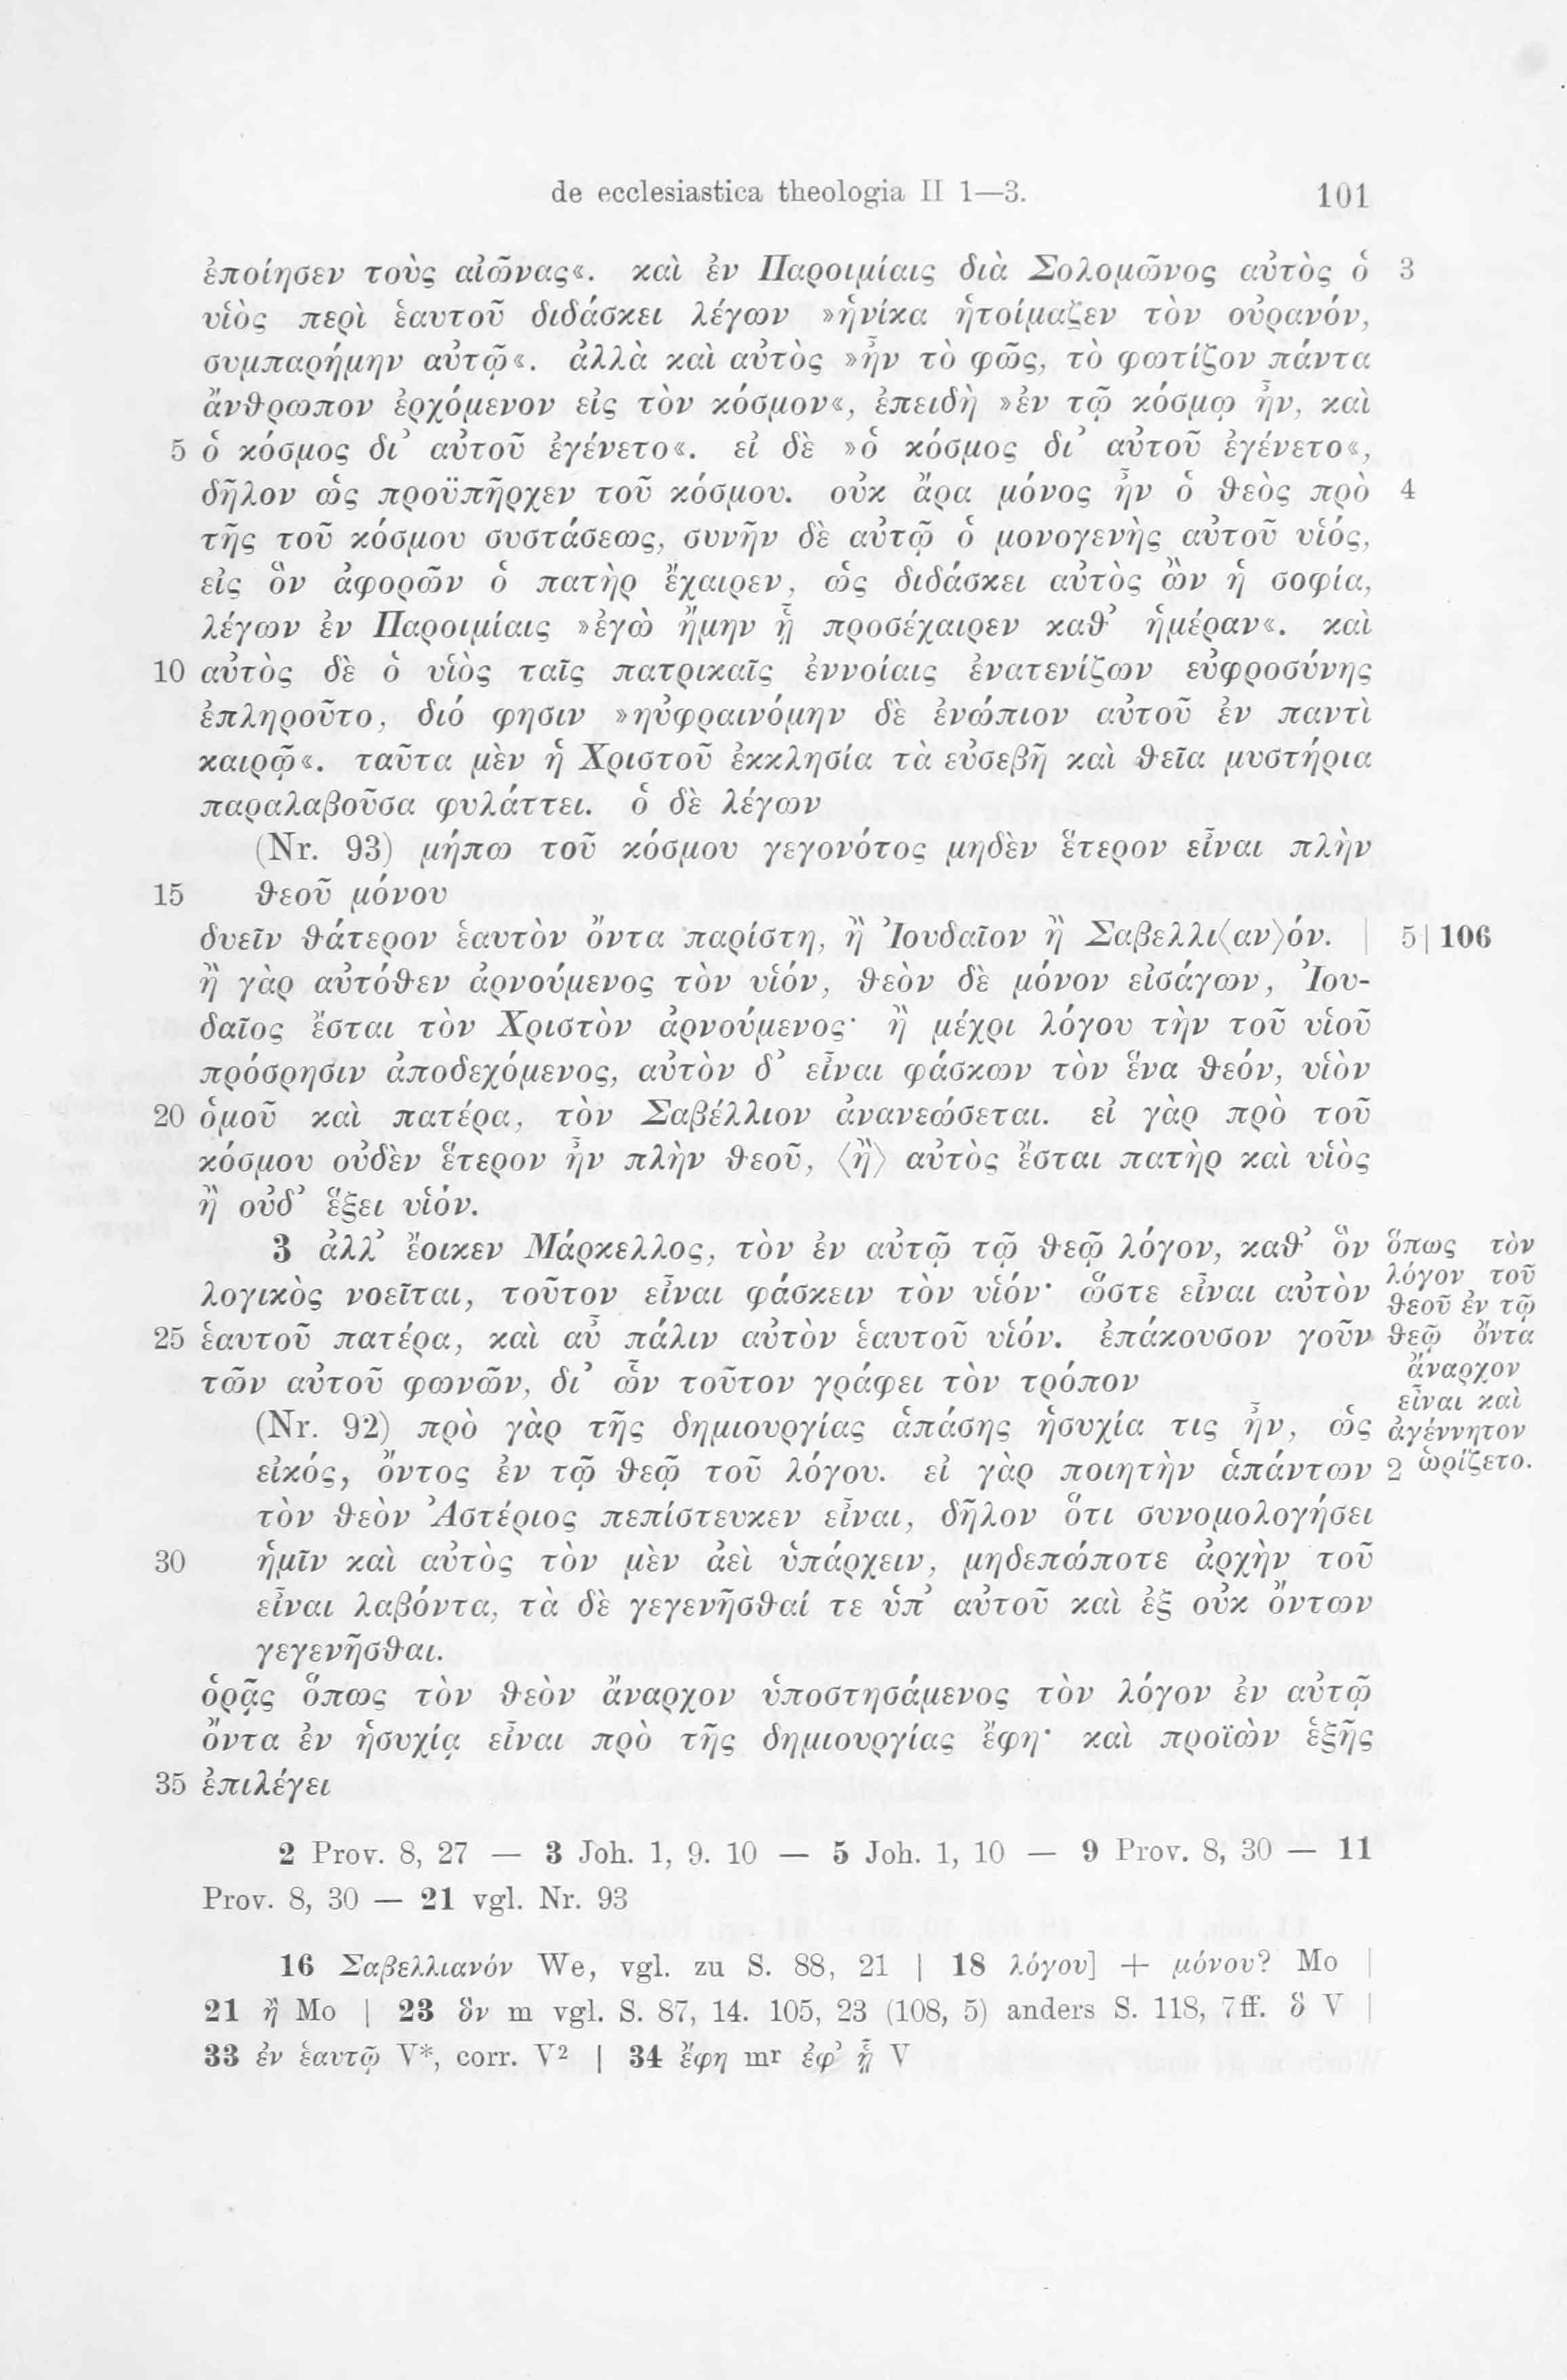 de ecclesiastica theologia II 1—3. 101
ἐποίησεν τοὺς αἰῶνας«. καὶ ἐν Παροιμίαις διὰ Σολομῶνος αὐτὸς ὁ 3
υἱὸς περὶ ἑαυτοῦ διδάσκει λέγων »ἡνίκα ἡτοίμαζεν τὸν οὐρανόν,
συμπαρήμην αὐτῷ«. ἀλλὰ καὶ αὐτὸς »ἦν τὸ φῶς, τὸ φωτίζον πάντα
ἄνθρωπον ἐρχόμενον εἰς τὸν κόσμον«, ἐπειδὴ »ἐν τῷ κόσμῳ ἦν, καὶ
5 ὁ κόσμος δι' αὐτοῦ ἐγένετο«. εἰ δὲ »ὁ κόσμος δι' αὐτοῦ ἐγένετο«,
δῆλον ὡς προϋπῆρχεν τοῦ κόσμου. οὐκ ἄρα μόνος ἦν ὁ θεὸς πρὸ 4
τῆς τοῦ κόσμου συστάσεως, συνῆν δὲ αὐτῷ ὁ μονογενὴς αὐτοῦ υἱός,
εἰς ὃν ἀφορῶν ὁ πατὴρ ἔχαιρεν, ὡς διδάσκει αὐτὸς ὢν ἡ σοφία,
λέγων ἐν Παροιμίαις »ἐγὼ ἤμην ᾗ προσέχαιρεν καθ' ἡμέραν«. καὶ
10 αὐτὸς δὲ ὁ υἱὸς ταῖς πατρικαῖς ἐννοίαις ἐνατενίζων εὐφροσύνης
ἐπληροῦτο, διό φησιν »ηὐφραινόμην δὲ ἐνώπιον αὐτοῦ ἐν παντὶ
καιρῷ«. ταῦτα μὲν ἡ Χριστοῦ ἐκκλησία τὰ εὐσεβῆ καὶ θεῖα μυστήρια
παραλαβοῦσα φυλάττει. ὁ δὲ λέγων
(Nr. 93) μήπω τοῦ κόσμου γεγονότος μηδὲν ἕτερον εἶναι πλὴν
15 θεοῦ μόνου
δυεῖν θάτερον ἑαυτὸν ὄντα παρίστη, ἢ Ἰουδαῖον ἢ Σαβελλι⟨αν⟩όν. | 5 | 106
ἢ γὰρ αὐτόθεν ἀρνούμενος τὸν υἱόν, θεὸν δὲ μόνον εἰσάγων, Ἰου-
δαῖος ἔσται τὸν Χριστὸν ἀρνούμενος· ἢ μέχρι λόγου τὴν τοῦ υἱοῦ
πρόσρησιν ἀποδεχόμενος, αὐτὸν δ' εἶναι φάσκων τὸν ἕνα θεόν, υἱὸν
20 ὁμοῦ καὶ πατέρα, τὸν Σαβέλλιον ἀνανεώσεται. εἰ γὰρ πρὸ τοῦ
κόσμου οὐδὲν ἕτερον ἦν πλὴν θεοῦ, ⟨ἢ⟩ αὐτὸς ἔσται πατὴρ καὶ υἱὸς
ἢ οὐδ' ἕξει υἱόν.
3 ἀλλ' ἔοικεν Μάρκελλος, τὸν ἐν αὐτῷ τῷ θεῷ λόγον, καθ' ὃν
λογικὸς νοεῖται, τοῦτον εἶναι φάσκειν τὸν υἱόν· ὥστε εἶναι αὐτὸν
25 ἑαυτοῦ πατέρα, καὶ αὖ πάλιν αὐτὸν ἑαυτοῦ υἱόν. ἐπάκουσον γοῦν
τῶν αὐτοῦ φωνῶν, δι' ὧν τοῦτον γράφει τὸν τρόπον
(Nr. 92) πρὸ γὰρ τῆς δημιουργίας ἁπάσης ἡσυχία τις ἦν, ὡς
εἰκός, ὄντος ἐν τῷ θεῷ τοῦ λόγου. εἰ γὰρ ποιητὴν ἁπάντων 2
τὸν θεὸν Ἀστέριος πεπίστευκεν εἶναι, δῆλον ὅτι συνομολογήσει
30 ἡμῖν καὶ αὐτὸς τὸν μὲν ἀεὶ ὑπάρχειν, μηδεπώποτε ἀρχὴν τοῦ
εἶναι λαβόντα, τὰ δὲ γεγενῆσθαί τε ὑπ' αὐτοῦ καὶ ἐξ οὐκ ὄντων
γεγενῆσθαι.
ὁρᾷς ὅπως τὸν θεὸν ἄναρχον ὑποστησάμενος τὸν λόγον ἐν αὐτῷ
ὄντα ἐν ἡσυχίᾳ εἶναι πρὸ τῆς δημιουργίας ἔφη· καὶ προϊὼν ἑξῆς
35 ἐπιλέγει
ὅπως τὸν
λόγον τοῦ
θεοῦ ἐν τῷ
θεῷ ὄντα
ἄναρχον
εἶναι καὶ
ἀγέννητον
ὡρίζετο.
2 Prov. 8, 27 — 3 Joh. 1, 9. 10 — 5 Joh. 1, 10 — 9 Prov. 8, 30 — 11
Prov. 8, 30 — 21 vgl. Nr. 93
16 Σαβελλιανόν We, vgl. zu S. 88, 21 | 18 λόγου] + μόνου? Mo |
21 ἢ Mo | 23 ὃν m vgl. S. 87, 14. 105, 23 (108, 5) anders S. 118, 7ff. ὃ V |
33 ἐν ἑαυτῷ V*, corr. V² | 34 ἔφη mʳ ἐφ' ᾗ V